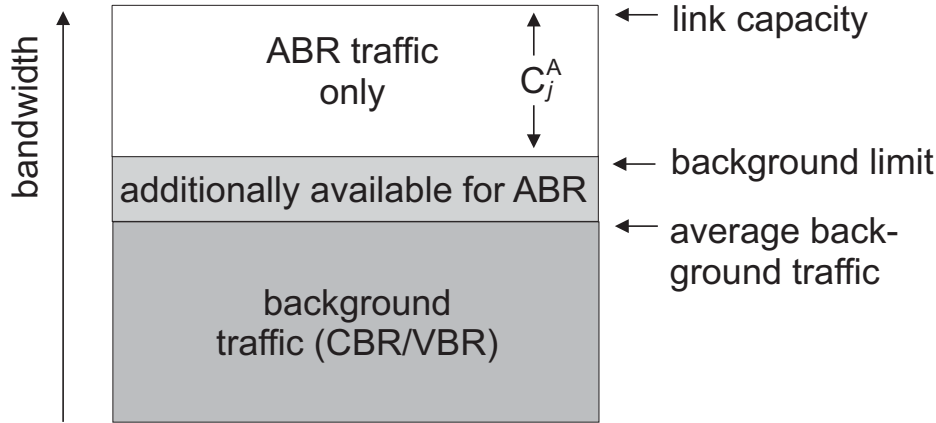 bandwidth
ABR traffic
only
C_j^A
link capacity
additionally available for ABR
background limit
average back-
ground traffic
background
traffic (CBR/VBR)